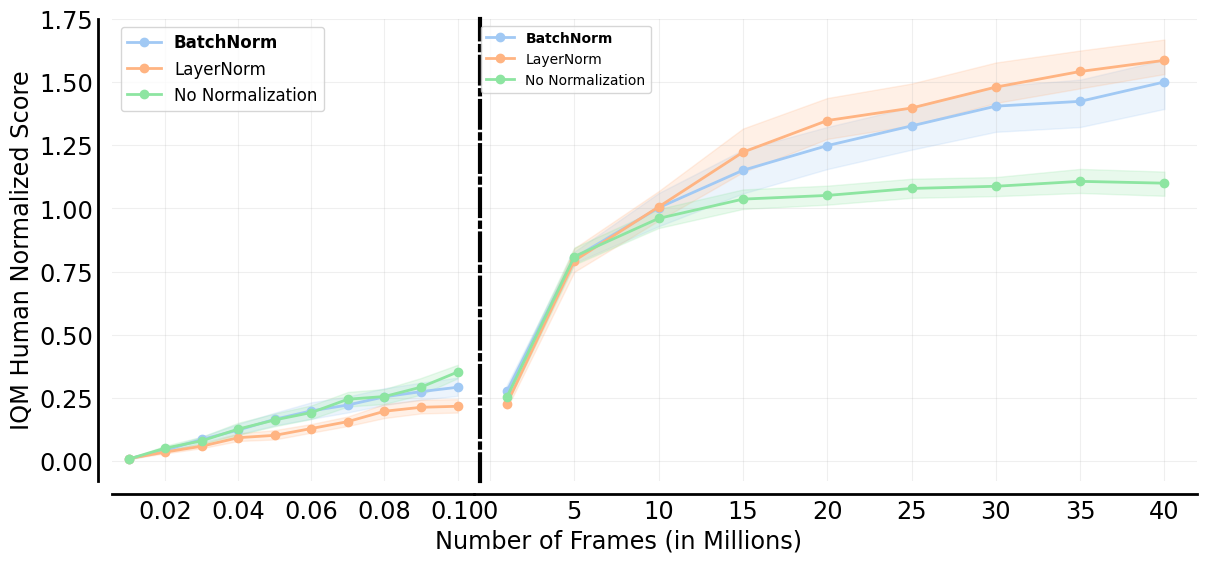 1.75
1.50
1.25
1.00
0.75
0.50
0.25
0.00
IQM Human Normalized Score
BatchNorm
LayerNorm
No Normalization
BatchNorm
LayerNorm
No Normalization
0.02 0.04 0.06 0.08 0.10 0 5 10 15 20 25 30 35 40
Number of Frames (in Millions)